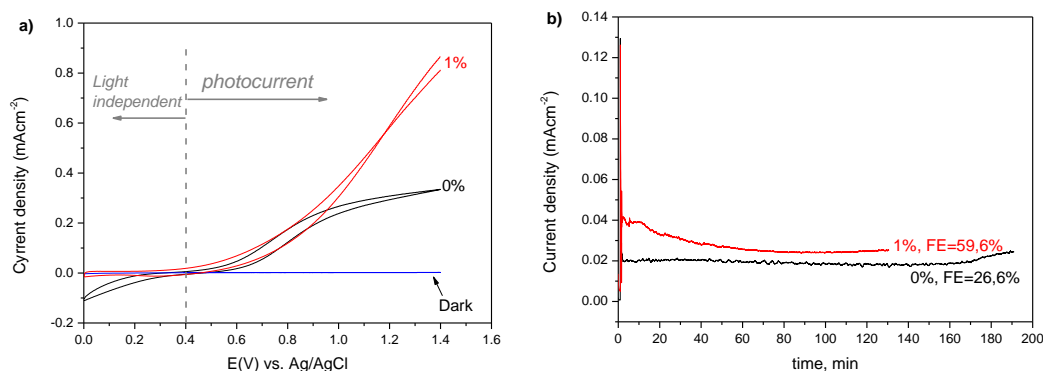 a)
Cyrrent density (mAcm-2)
1.0
0.8
0.6
0.4
0.2
0.0
-0.2
Light
independent
photocurrent
1%
0%
Dark
0.0 0.2 0.4 0.6 0.8 1.0 1.2 1.4 1.6
E(V) vs. Ag/AgCl
b)
Current density (mAcm-2)
0.14
0.12
0.10
0.08
0.06
0.04
0.02
0.00
1%, FE=59,6%
0%, FE=26,6%
0 20 40 60 80 100 120 140 160 180 200
time, min